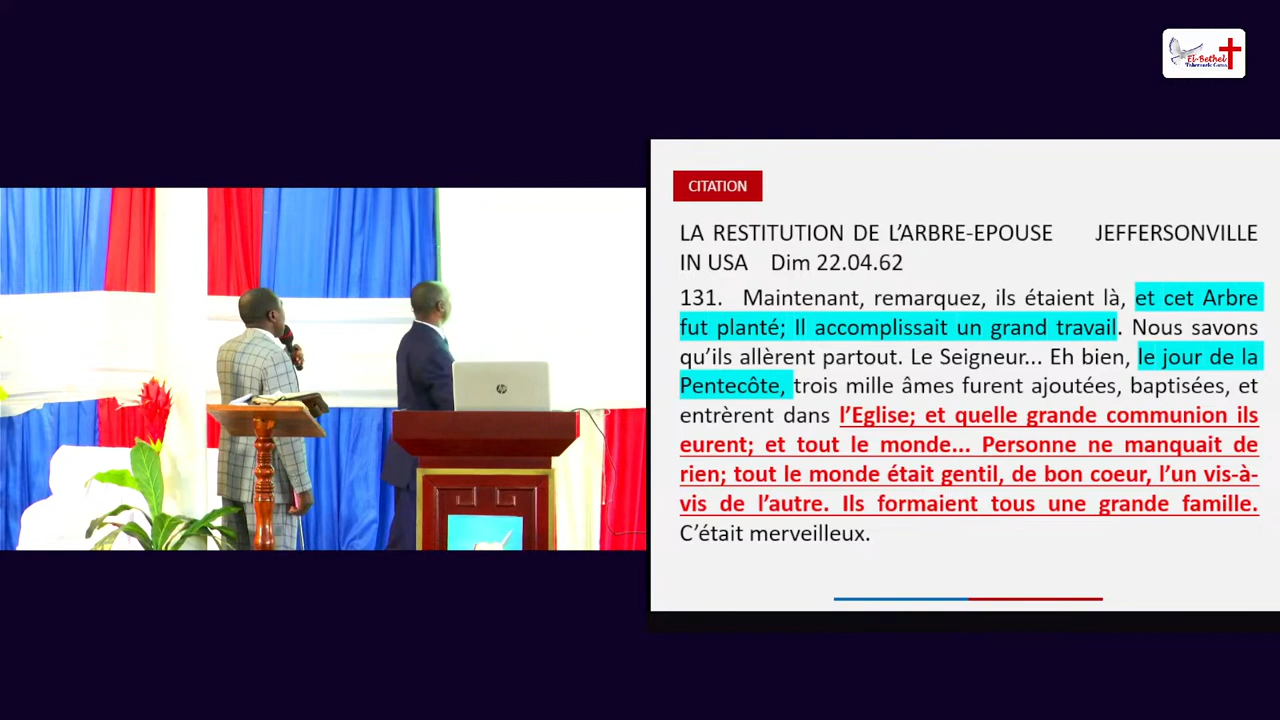 El-Bethel
Tabernacle Goma
CITATION
LA RESTITUTION DE L’ARBRE-EPOUSE JEFFERSONVILLE
IN USA Dim 22.04.62
131. Maintenant, remarquez, ils étaient là, et cet Arbre
fut planté; Il accomplissait un grand travail. Nous savons
qu’ils allèrent partout. Le Seigneur... Eh bien, le jour de la
Pentecôte, trois mille âmes furent ajoutées, baptisées, et
entrèrent dans l’Eglise; et quelle grande communion ils
eurent; et tout le monde... Personne ne manquait de
rien; tout le monde était gentil, de bon coeur, l’un vis-à-
vis de l’autre. Ils formaient tous une grande famille.
C’était merveilleux.
hp